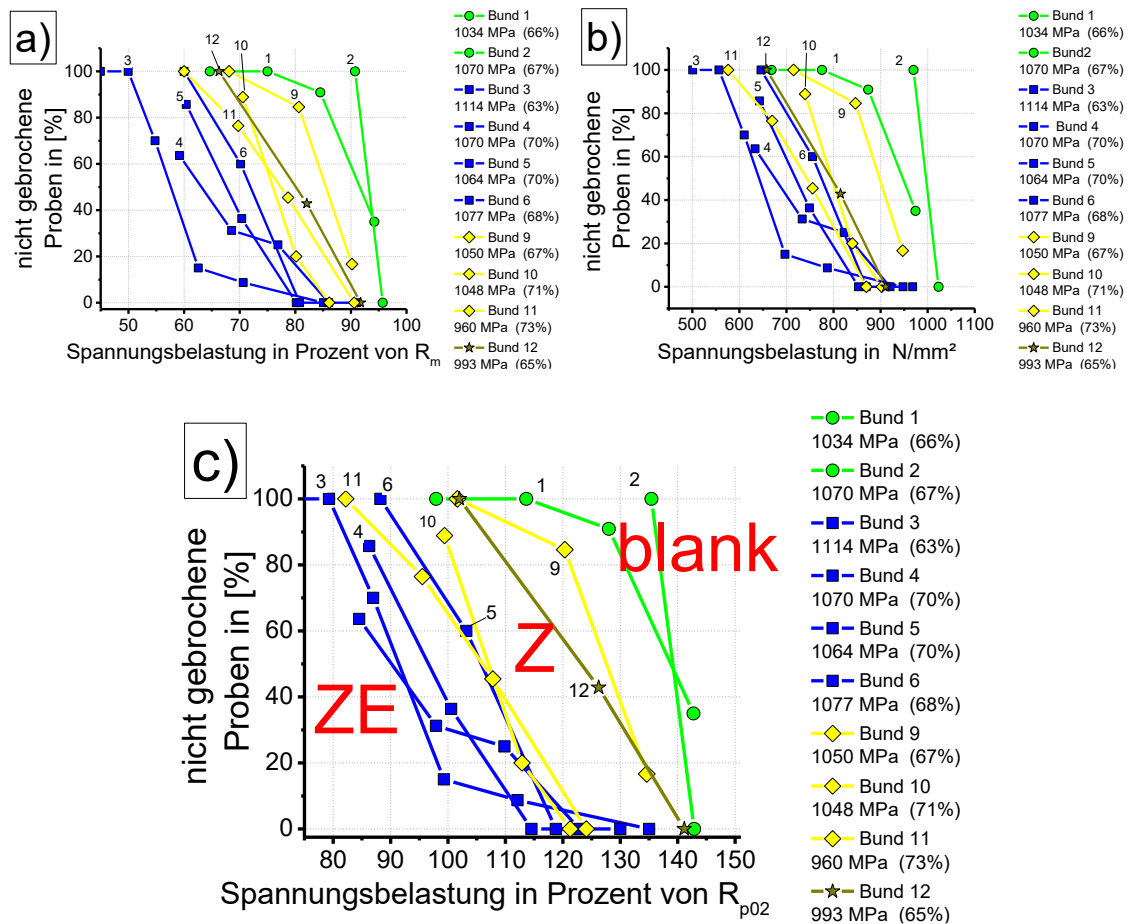 a)
nicht gebrochene
Proben in [%]
100
80
60
40
20
0
3
12
10
1
2
5
9
11
4
6
50 60 70 80 90 100
Spannungsbelastung in Prozent von Rm
Bund 1
1034 MPa (66%)
Bund 2
1070 MPa (67%)
Bund 3
1114 MPa (63%)
Bund 4
1070 MPa (70%)
Bund 5
1064 MPa (70%)
Bund 6
1077 MPa (68%)
Bund 9
1050 MPa (67%)
Bund 10
1048 MPa (71%)
Bund 11
960 MPa (73%)
Bund 12
993 MPa (65%)
b)
nicht gebrochene
Proben in [%]
100
80
60
40
20
0
3
11
12
10
1
2
5
9
4
6
500 600 700 800 900 1000 1100
Spannungsbelastung in N/mm²
Bund 1
1034 MPa (66%)
Bund2
1070 MPa (67%)
Bund 3
1114 MPa (63%)
Bund 4
1070 MPa (70%)
Bund 5
1064 MPa (70%)
Bund 6
1077 MPa (68%)
Bund 9
1050 MPa (67%)
Bund 10
1048 MPa (71%)
Bund 11
960 MPa (73%)
Bund 12
993 MPa (65%)
c)
nicht gebrochene
Proben in [%]
100
80
60
40
20
0
3
11
6
1
2
4
10
9
5
12
blank
Z
ZE
80 90 100 110 120 130 140 150
Spannungsbelastung in Prozent von Rp02
Bund 1
1034 MPa (66%)
Bund 2
1070 MPa (67%)
Bund 3
1114 MPa (63%)
Bund 4
1070 MPa (70%)
Bund 5
1064 MPa (70%)
Bund 6
1077 MPa (68%)
Bund 9
1050 MPa (67%)
Bund 10
1048 MPa (71%)
Bund 11
960 MPa (73%)
Bund 12
993 MPa (65%)